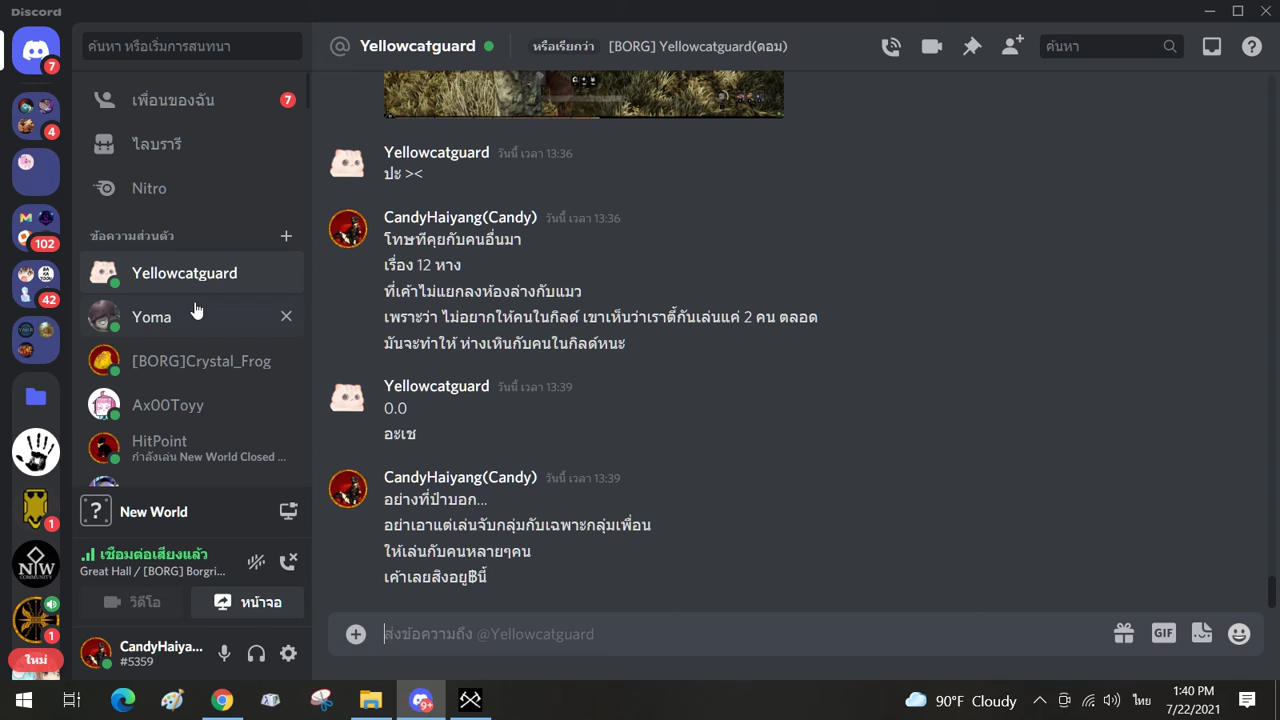 Discord
ค้นหา หรือเริ่มการสนทนา
@ Yellowcatguard
หรือเรียกว่า
[BORG] Yellowcatguard(ตอม)
ค้นหา
7
4
102
42
1
1
ใหม่
เพื่อนของฉัน
7
ไลบรารี
Nitro
ข้อความส่วนตัว
Yellowcatguard
Yoma
[BORG]Crystal_Frog
Ax00Toyy
HitPoint
กำลังเล่น New World Closed ...
New World
เชื่อมต่อเสียงแล้ว
Great Hall / [BORG] Borgri...
วิดีโอ
หน้าจอ
CandyHaiya...
#5359
Yellowcatguard วันนี้ เวลา 13:36
ปะ ><
CandyHaiyang(Candy) วันนี้ เวลา 13:36
โทษทีคุยกับคนอื่นมา
เรื่อง 12 หาง
ที่เค้าไม่แยกลงห้องล่างกับแมว
เพราะว่า ไม่อยากให้คนในกิลด์ เขาเห็นว่าเราตี้กันเล่นแค่ 2 คน ตลอด
มันจะทำให้ ห่างเหินกับคนในกิลด์หนะ
Yellowcatguard วันนี้ เวลา 13:39
0.0
อะเช
CandyHaiyang(Candy) วันนี้ เวลา 13:39
อย่างที่ป๋าบอก...
อย่าเอาแต่เล่นจับกลุ่มกับเฉพาะกลุ่มเพื่อน
ให้เล่นกับคนหลายๆคน
เค้าเลยสิงอยู่฿นี้
ส่งข้อความถึง @Yellowcatguard
GIF
9+
90°F Cloudy
ไทย
1:40 PM
7/22/2021